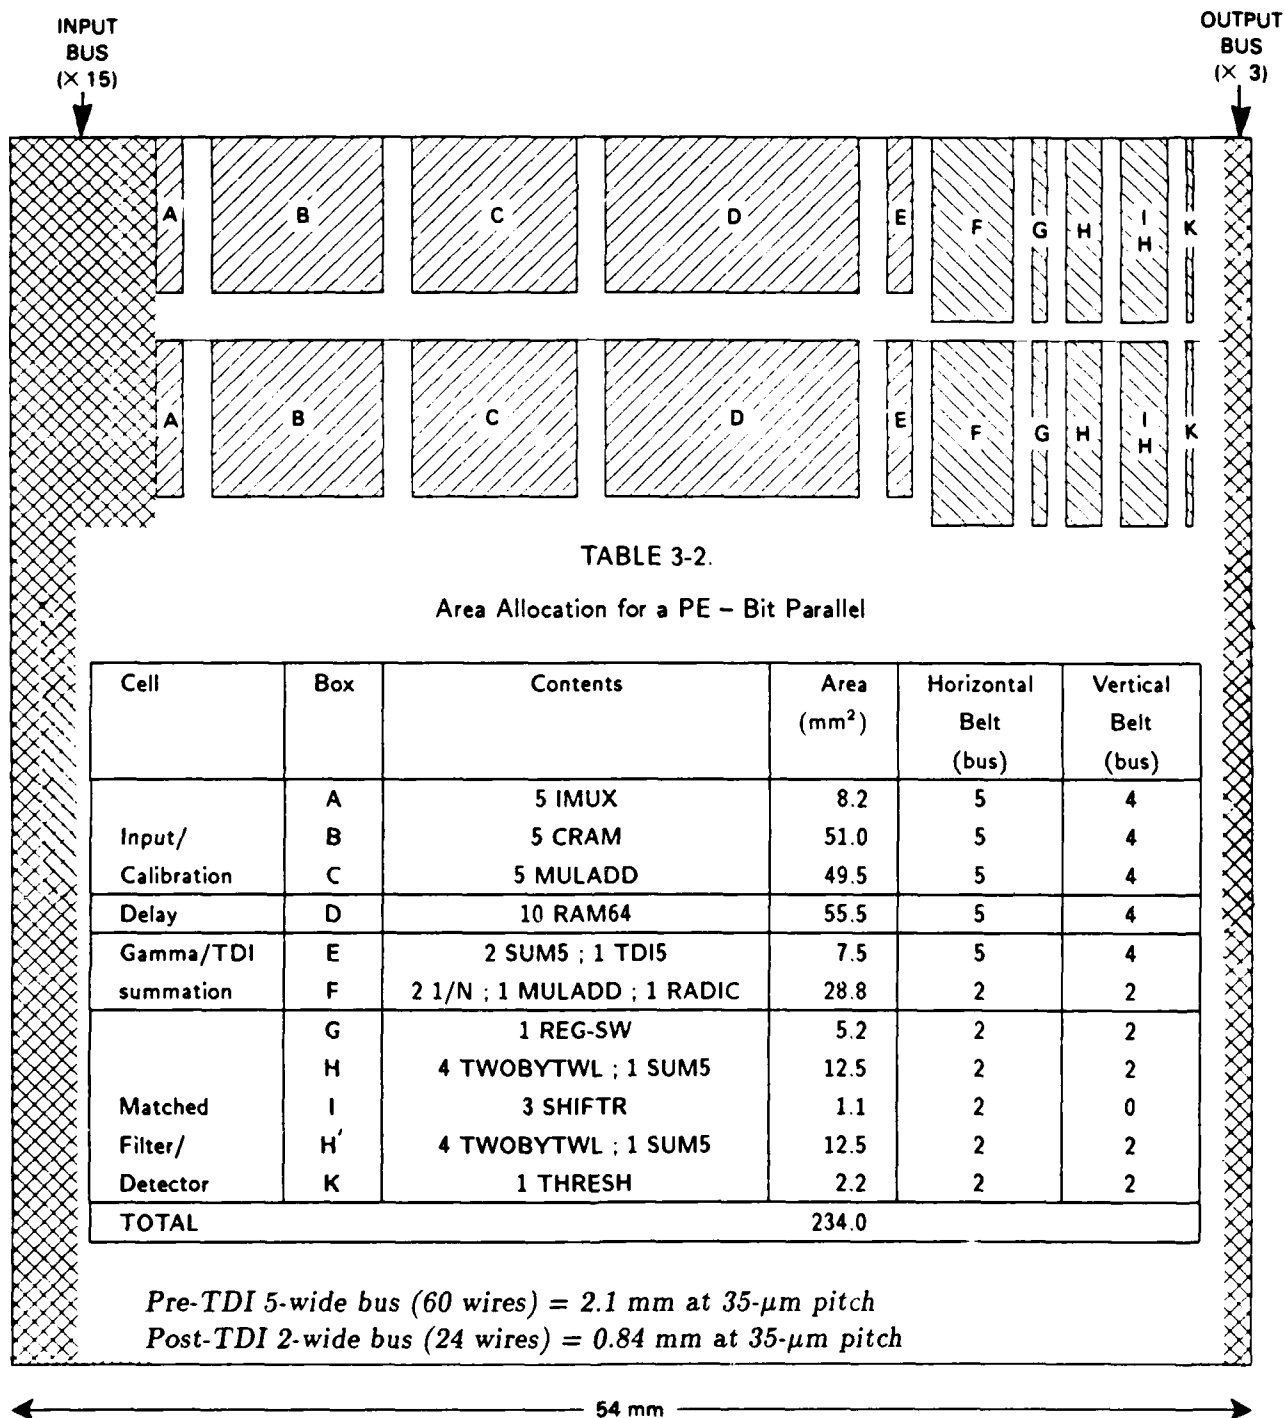 INPUT
BUS
(× 15)
OUTPUT
BUS
(× 3)
A B C D E F G H I H K
A B C D E F G H I H K
TABLE 3-2.
Area Allocation for a PE – Bit Parallel
Cell Box Contents Area (mm²) Horizontal Belt (bus) Vertical Belt (bus)
A 5 IMUX 8.2 5 4
Input/ B 5 CRAM 51.0 5 4
Calibration C 5 MULADD 49.5 5 4
Delay D 10 RAM64 55.5 5 4
Gamma/TDI E 2 SUM5 ; 1 TDI5 7.5 5 4
summation F 2 1/N ; 1 MULADD ; 1 RADIC 28.8 2 2
G 1 REG-SW 5.2 2 2
H 4 TWOBYTWL ; 1 SUM5 12.5 2 2
Matched I 3 SHIFTR 1.1 2 0
Filter/ H′ 4 TWOBYTWL ; 1 SUM5 12.5 2 2
Detector K 1 THRESH 2.2 2 2
TOTAL 234.0
Pre-TDI 5-wide bus (60 wires) = 2.1 mm at 35-μm pitch
Post-TDI 2-wide bus (24 wires) = 0.84 mm at 35-μm pitch
54 mm